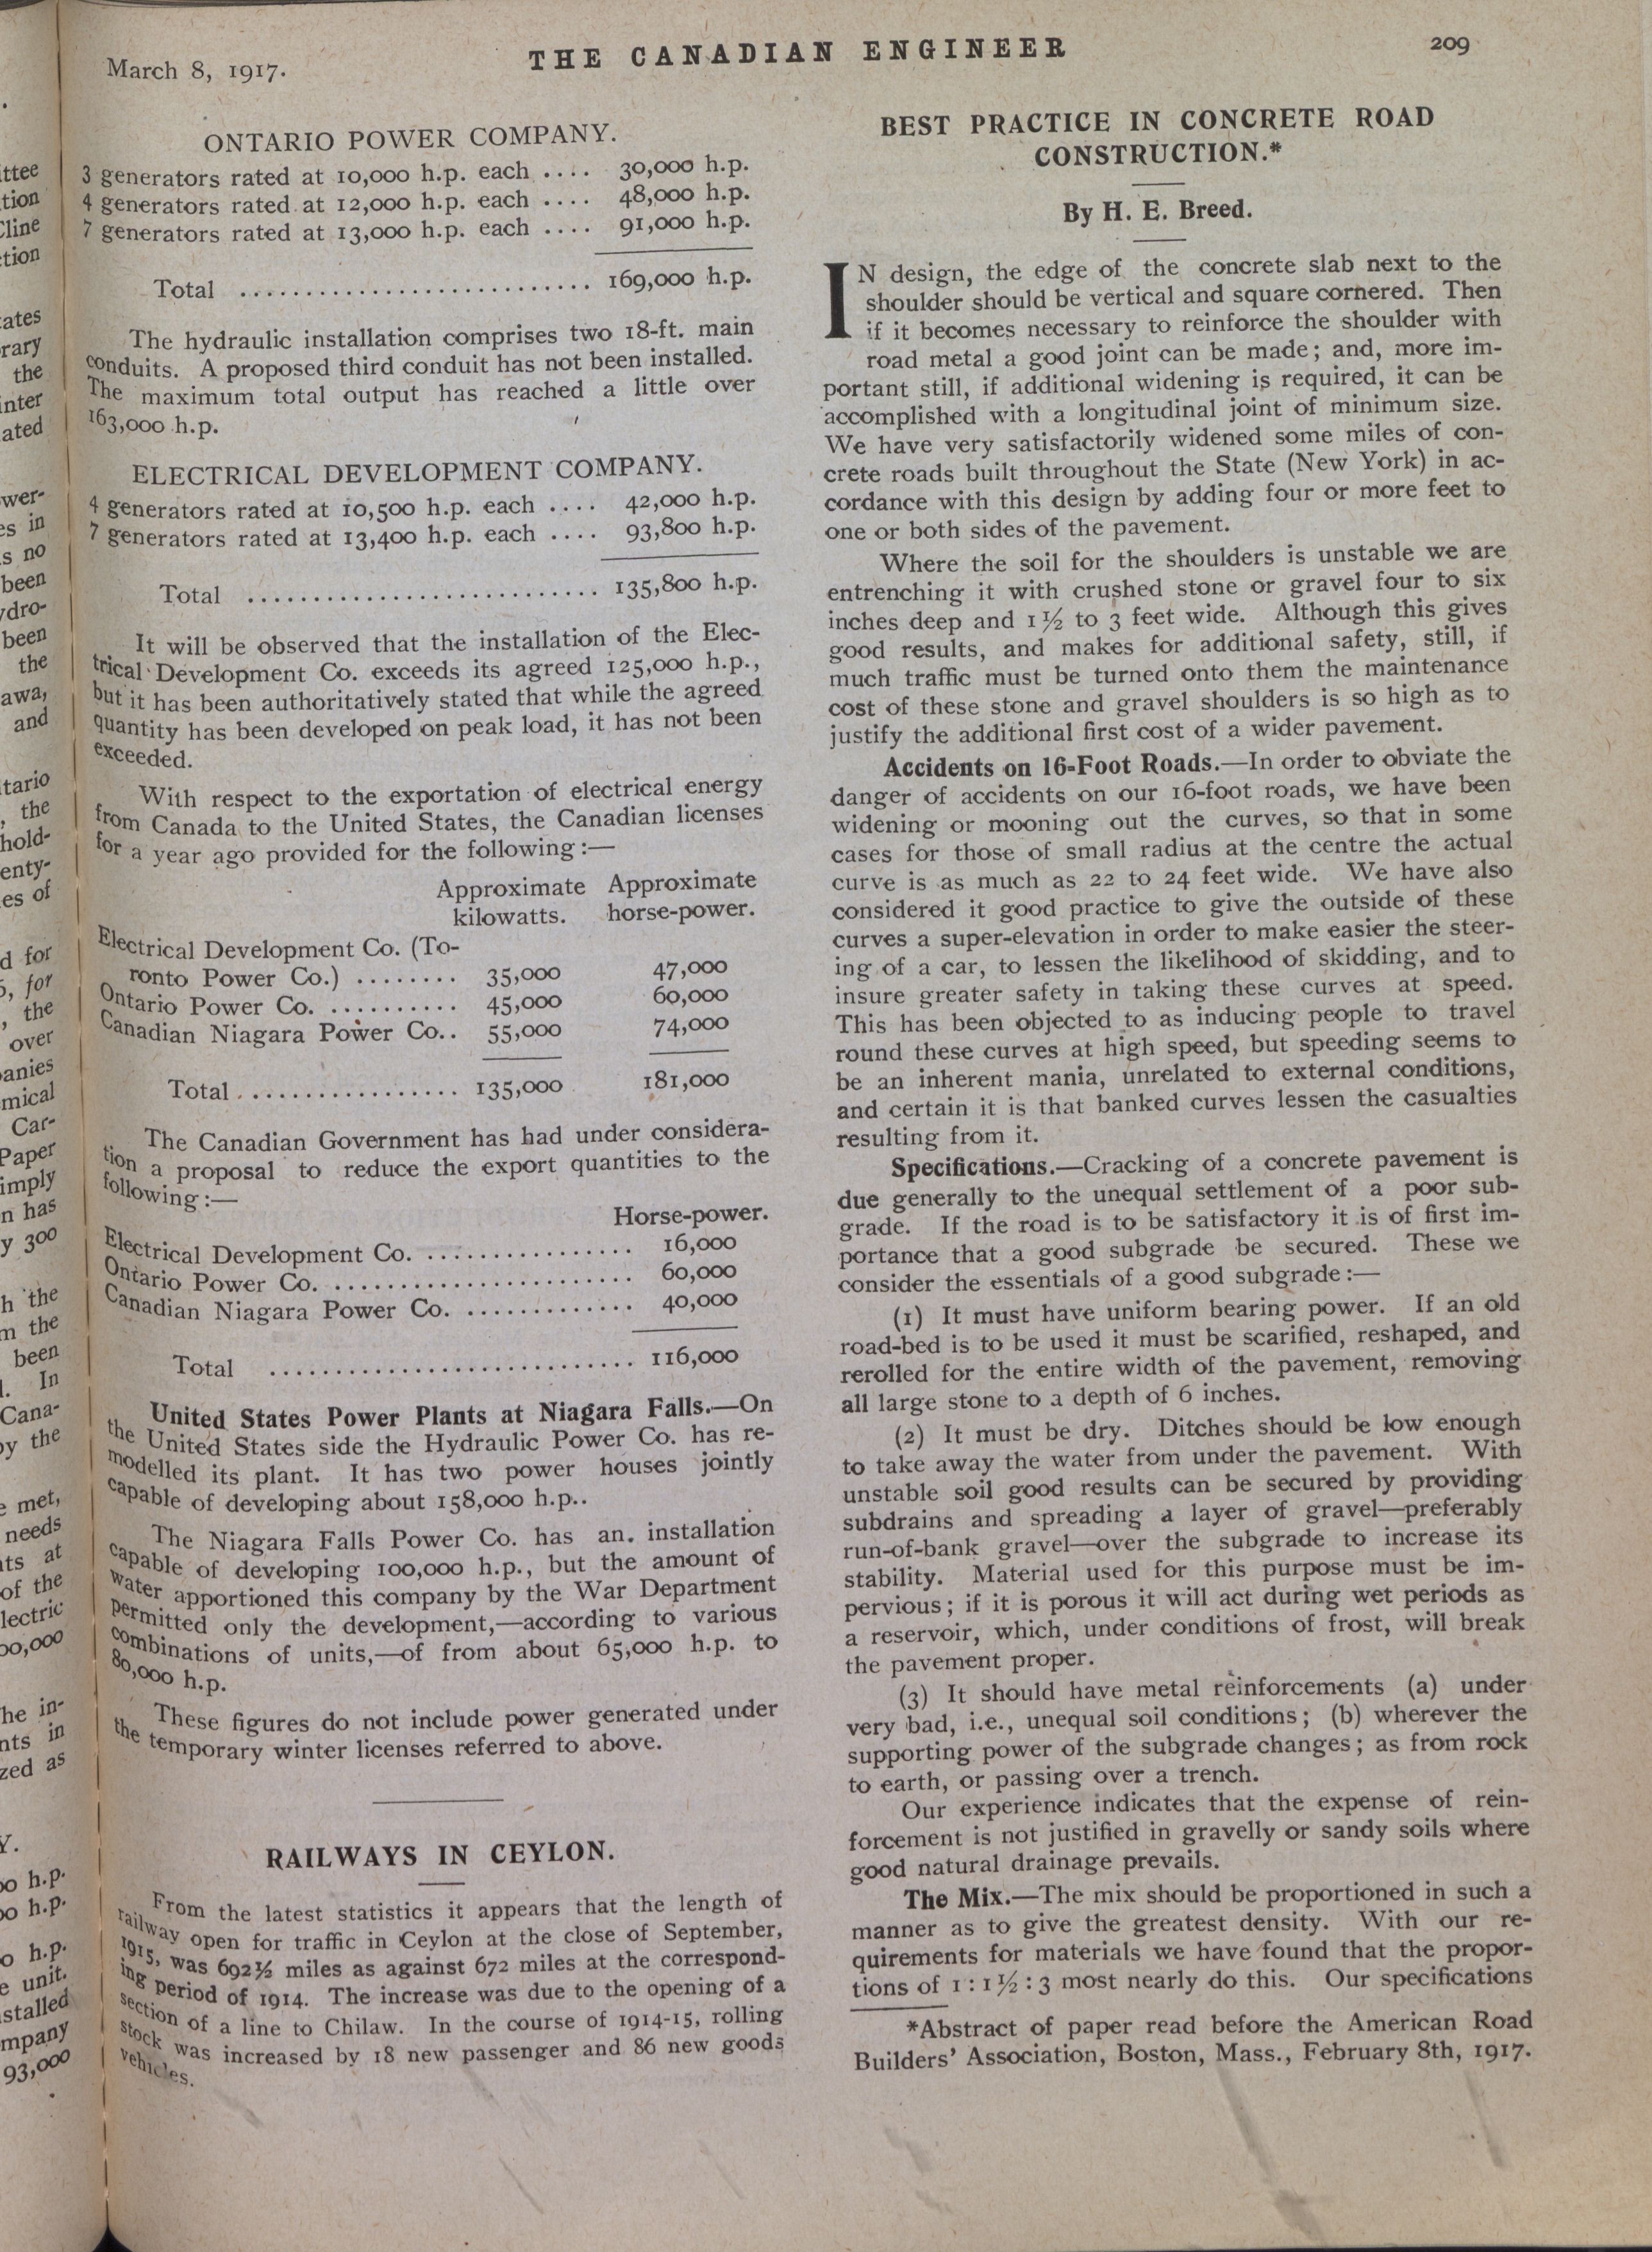 March 8, 1917.
THE CANADIAN ENGINEER
209
ONTARIO POWER COMPANY.
3 generators rated at 10,000 h.p. each .... 30,000 h.p.
4 generators rated at 12,000 h.p. each .... 48,000 h.p.
7 generators rated at 13,000 h.p. each .... 91,000 h.p.
Total ........................... 169,000 h.p.
The hydraulic installation comprises two 18-ft. main
conduits. A proposed third conduit has not been installed.
The maximum total output has reached a little over
163,000 h.p.
ELECTRICAL DEVELOPMENT COMPANY.
4 generators rated at 10,500 h.p. each .... 42,000 h.p.
7 generators rated at 13,400 h.p. each .... 93,800 h.p.
Total ........................... 135,800 h.p.
It will be observed that the installation of the Elec-
trical Development Co. exceeds its agreed 125,000 h.p.,
but it has been authoritatively stated that while the agreed
quantity has been developed on peak load, it has not been
exceeded.
With respect to the exportation of electrical energy
from Canada to the United States, the Canadian licenses
for a year ago provided for the following:—
Approximate Approximate
kilowatts. horse-power.
Electrical Development Co. (To-
ronto Power Co.) ........ 35,000 47,000
Ontario Power Co. .......... 45,000 60,000
Canadian Niagara Power Co.. 55,000 74,000
Total................. 135,000 181,000
The Canadian Government has had under considera-
tion a proposal to reduce the export quantities to the
following:—
Horse-power.
Electrical Development Co. ................ 16,000
Ontario Power Co. ....................... 60,000
Canadian Niagara Power Co. ............. 40,000
Total ............................ 116,000
United States Power Plants at Niagara Falls.—On
the United States side the Hydraulic Power Co. has re-
modelled its plant. It has two power houses jointly
capable of developing about 158,000 h.p..
The Niagara Falls Power Co. has an. installation
capable of developing 100,000 h.p., but the amount of
water apportioned this company by the War Department
permitted only the development,—according to various
combinations of units,—of from about 65,000 h.p. to
80,000 h.p.
These figures do not include power generated under
the temporary winter licenses referred to above.
RAILWAYS IN CEYLON.
From the latest statistics it appears that the length of
railway open for traffic in Ceylon at the close of September,
1915, was 692½ miles as against 672 miles at the correspond-
ing period of 1914. The increase was due to the opening of a
section of a line to Chilaw. In the course of 1914-15, rolling
stock was increased by 18 new passenger and 86 new goods
vehicles.
BEST PRACTICE IN CONCRETE ROAD
CONSTRUCTION.*
By H. E. Breed.
IN design, the edge of the concrete slab next to the
shoulder should be vertical and square cornered. Then
if it becomes necessary to reinforce the shoulder with
road metal a good joint can be made; and, more im-
portant still, if additional widening is required, it can be
accomplished with a longitudinal joint of minimum size.
We have very satisfactorily widened some miles of con-
crete roads built throughout the State (New York) in ac-
cordance with this design by adding four or more feet to
one or both sides of the pavement.
Where the soil for the shoulders is unstable we are
entrenching it with crushed stone or gravel four to six
inches deep and 1½ to 3 feet wide. Although this gives
good results, and makes for additional safety, still, if
much traffic must be turned onto them the maintenance
cost of these stone and gravel shoulders is so high as to
justify the additional first cost of a wider pavement.
Accidents on 16-Foot Roads.—In order to obviate the
danger of accidents on our 16-foot roads, we have been
widening or mooning out the curves, so that in some
cases for those of small radius at the centre the actual
curve is as much as 22 to 24 feet wide. We have also
considered it good practice to give the outside of these
curves a super-elevation in order to make easier the steer-
ing of a car, to lessen the likelihood of skidding, and to
insure greater safety in taking these curves at speed.
This has been objected to as inducing people to travel
round these curves at high speed, but speeding seems to
be an inherent mania, unrelated to external conditions,
and certain it is that banked curves lessen the casualties
resulting from it.
Specifications.—Cracking of a concrete pavement is
due generally to the unequal settlement of a poor sub-
grade. If the road is to be satisfactory it is of first im-
portance that a good subgrade be secured. These we
consider the essentials of a good subgrade:—
(1) It must have uniform bearing power. If an old
road-bed is to be used it must be scarified, reshaped, and
rerolled for the entire width of the pavement, removing
all large stone to a depth of 6 inches.
(2) It must be dry. Ditches should be low enough
to take away the water from under the pavement. With
unstable soil good results can be secured by providing
subdrains and spreading a layer of gravel—preferably
run-of-bank gravel—over the subgrade to increase its
stability. Material used for this purpose must be im-
pervious; if it is porous it will act during wet periods as
a reservoir, which, under conditions of frost, will break
the pavement proper.
(3) It should have metal reinforcements (a) under
very bad, i.e., unequal soil conditions; (b) wherever the
supporting power of the subgrade changes; as from rock
to earth, or passing over a trench.
Our experience indicates that the expense of rein-
forcement is not justified in gravelly or sandy soils where
good natural drainage prevails.
The Mix.—The mix should be proportioned in such a
manner as to give the greatest density. With our re-
quirements for materials we have found that the propor-
tions of 1:1½:3 most nearly do this. Our specifications
*Abstract of paper read before the American Road
Builders' Association, Boston, Mass., February 8th, 1917.